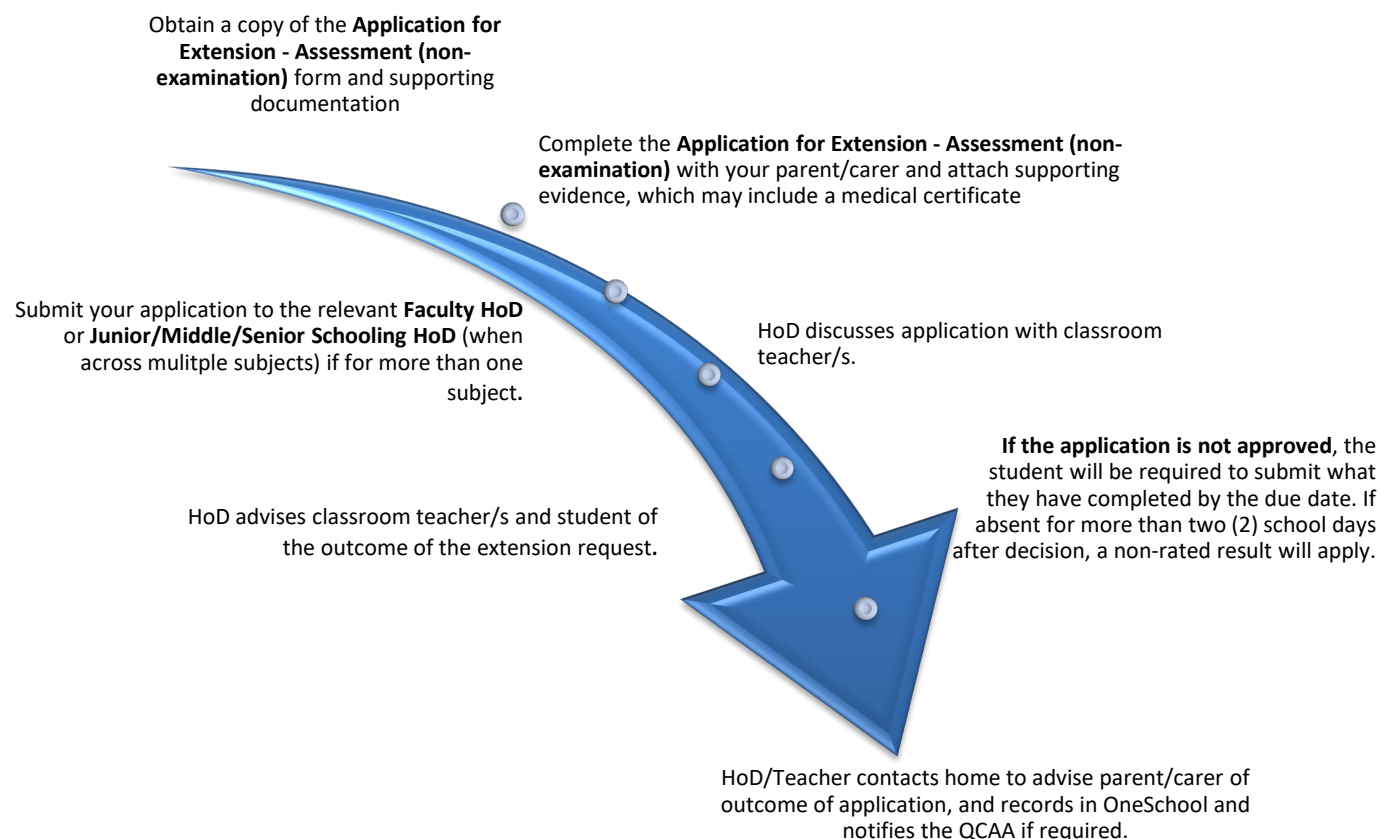 Obtain a copy of the Application for
Extension - Assessment (non-
examination) form and supporting
documentation
Complete the Application for Extension - Assessment (non-
examination) with your parent/carer and attach supporting
evidence, which may include a medical certificate
Submit your application to the relevant Faculty HoD
or Junior/Middle/Senior Schooling HoD (when
across mulitple subjects) if for more than one
subject.
HoD discusses application with classroom
teacher/s.
HoD advises classroom teacher/s and student of
the outcome of the extension request.
If the application is not approved, the
student will be required to submit what
they have completed by the due date. If
absent for more than two (2) school days
after decision, a non-rated result will apply.
HoD/Teacher contacts home to advise parent/carer of
outcome of application, and records in OneSchool and
notifies the QCAA if required.